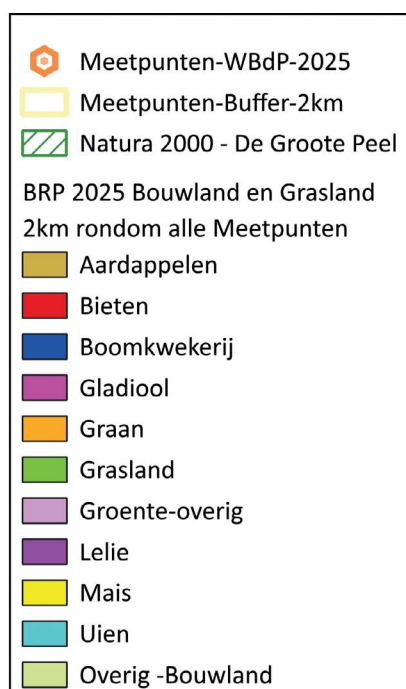 Meetpunten-WBdP-2025
Meetpunten-Buffer-2km
Natura 2000 - De Groote Peel
BRP 2025 Bouwland en Grasland
2km rondom alle Meetpunten
Aardappelen
Bieten
Boomkwekerij
Gladiool
Graan
Grasland
Groente-overig
Lelie
Mais
Uien
Overig -Bouwland